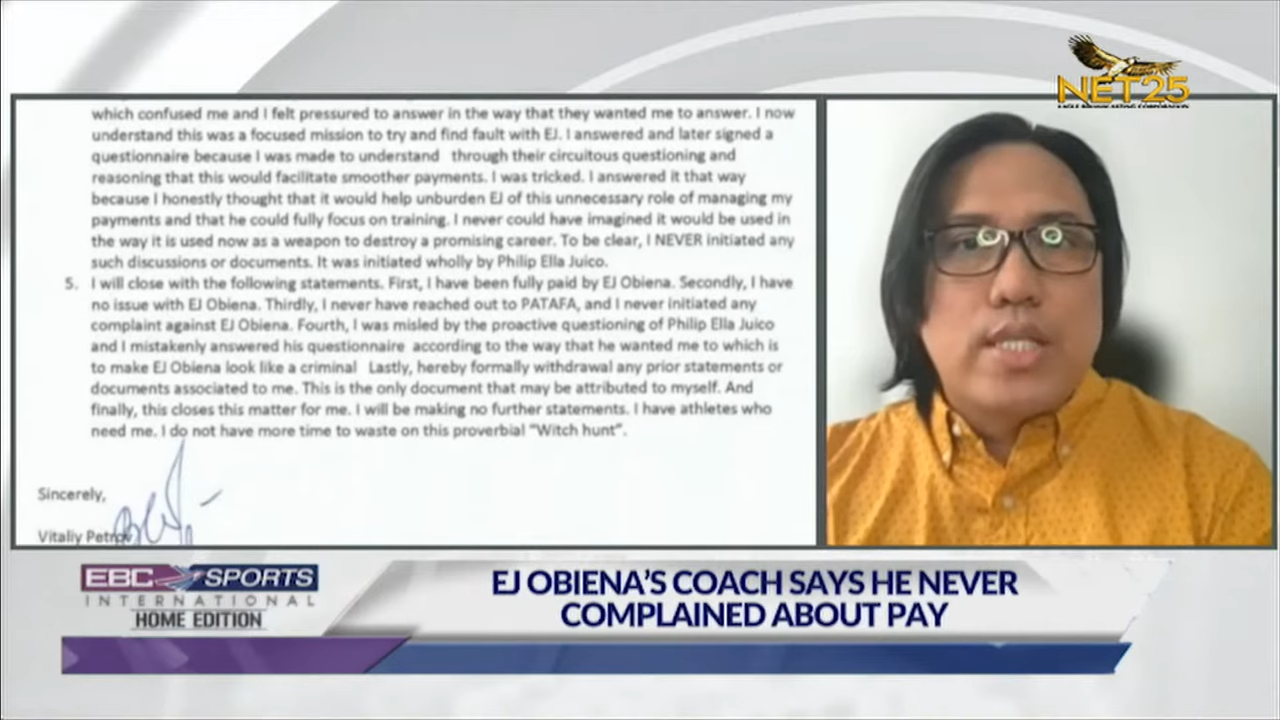 NET25
EAGLE BROADCASTING CORPORATION
which confused me and I felt pressured to answer in the way that they wanted me to answer. I now
understand this was a focused mission to try and find fault with EJ. I answered and later signed a
questionnaire because I was made to understand through their circuitous questioning and
reasoning that this would facilitate smoother payments. I was tricked. I answered it that way
because I honestly thought that it would help unburden EJ of this unnecessary role of managing my
payments and that he could fully focus on training. I never could have imagined it would be used in
the way it is used now as a weapon to destroy a promising career. To be clear, I NEVER initiated any
such discussions or documents. It was initiated wholly by Philip Ella Juico.
5. I will close with the following statements. First, I have been fully paid by EJ Obiena. Secondly, I have
no issue with EJ Obiena. Thirdly, I never have reached out to PATAFA, and I never initiated any
complaint against EJ Obiena. Fourth, I was misled by the proactive questioning of Philip Ella Juico
and I mistakenly answered his questionnaire according to the way that he wanted me to which is
to make EJ Obiena look like a criminal Lastly, hereby formally withdrawal any prior statements or
documents associated to me. This is the only document that may be attributed to myself. And
finally, this closes this matter for me. I will be making no further statements. I have athletes who
need me. I do not have more time to waste on this proverbial “Witch hunt”.
Sincerely,
Vitaliy Petrov
EBC SPORTS
INTERNATIONAL
HOME EDITION
EJ OBIENA'S COACH SAYS HE NEVER
COMPLAINED ABOUT PAY